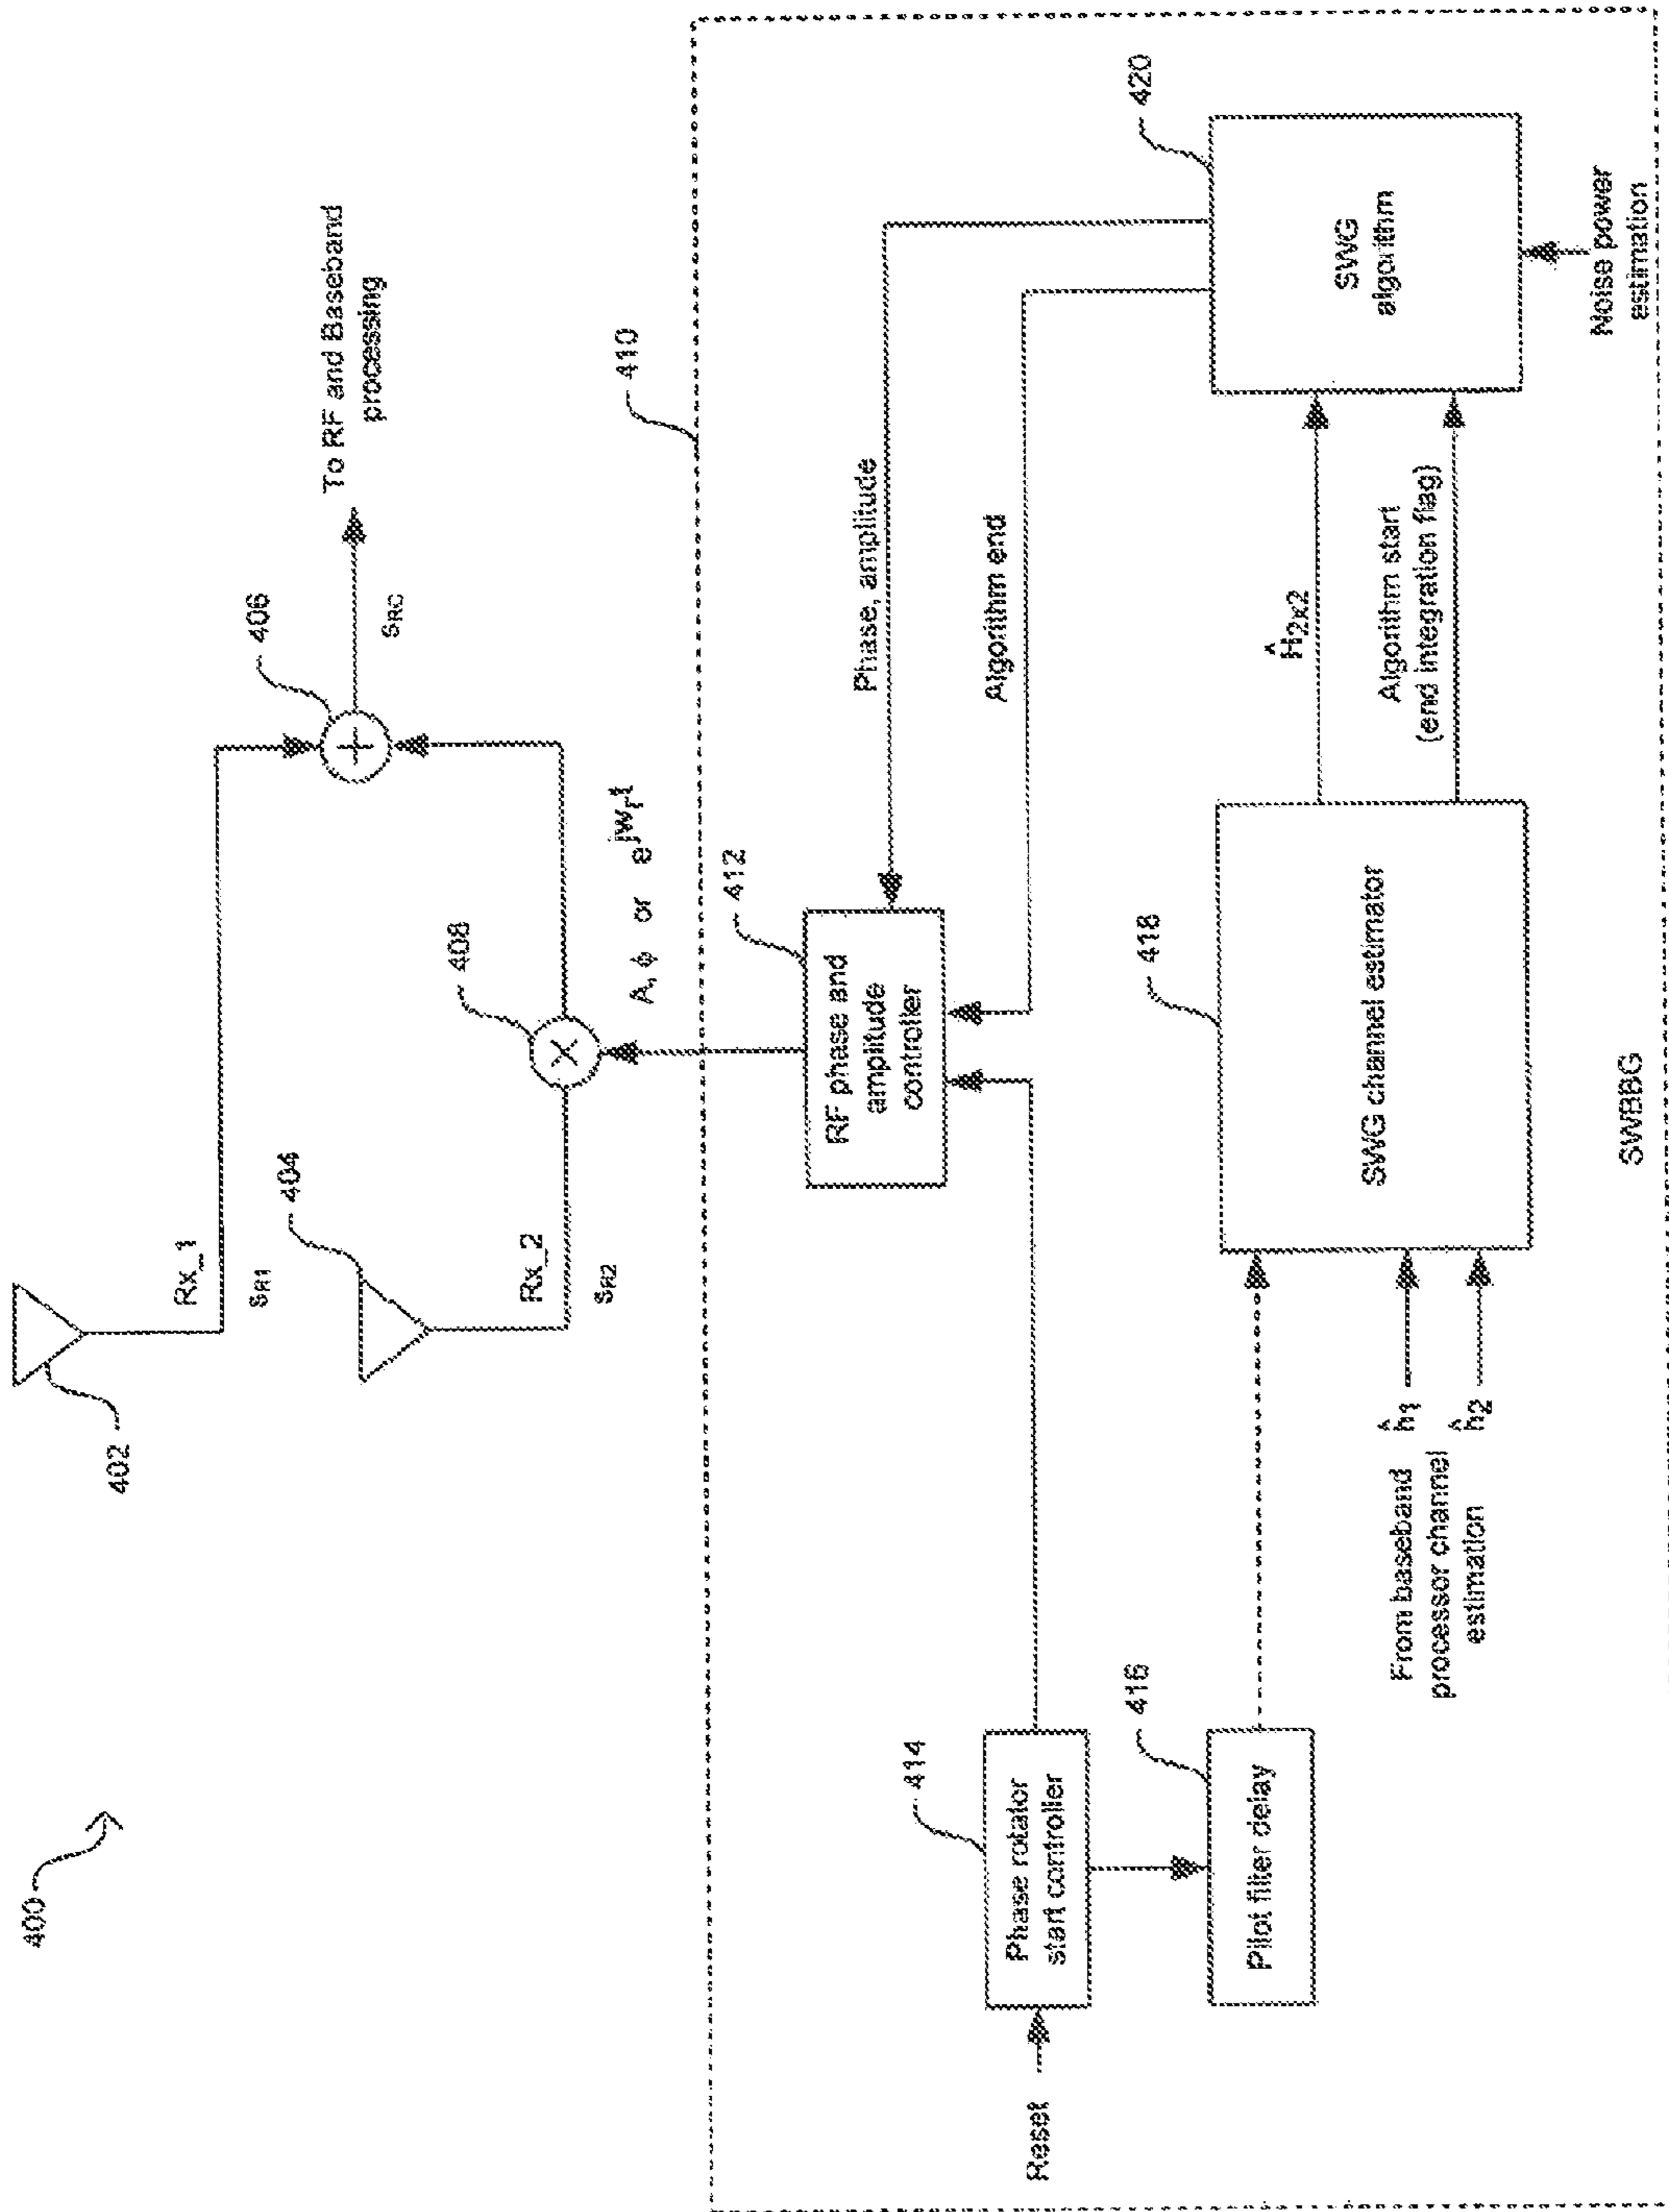 400
402
Rx_1
SR1
404
Rx_2
SR2
406
SRC
To RF and Baseband
processing
408
A, ϕ or e^jwrt
410
412
RF phase and
amplitude
controller
Phase, amplitude
Algorithm end
414
Reset
Phase rotator
start controller
416
Pilot filter delay
418
SWG channel estimator
From baseband
processor channel
estimation
ĥ1
ĥ2
Ĥ2x2
Algorithm start
(end integration flag)
420
SWG
algorithm
Noise power
estimation
SWBBG